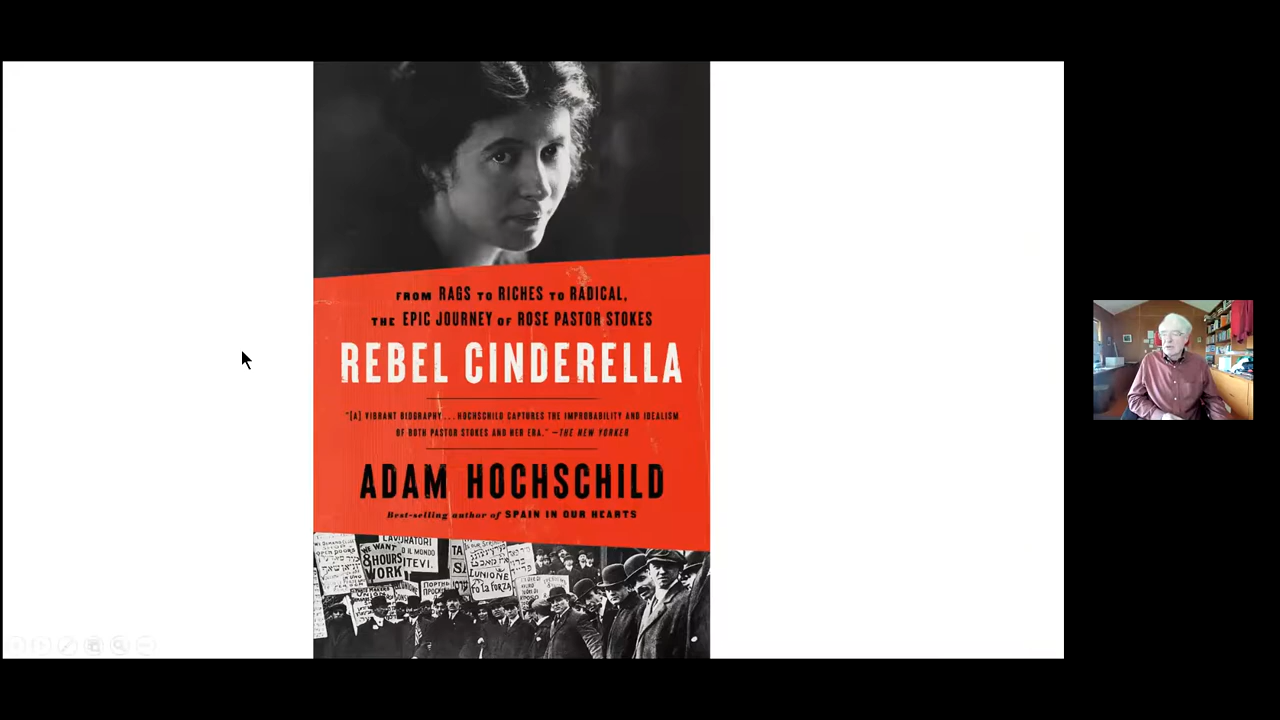 FROM RAGS TO RICHES TO RADICAL,
THE EPIC JOURNEY OF ROSE PASTOR STOKES
REBEL CINDERELLA
"[A] VIBRANT BIOGRAPHY...HOCHSCHILD CAPTURES THE IMPROBABILITY AND IDEALISM
OF BOTH PASTOR STOKES AND HER ERA." —THE NEW YORKER
ADAM HOCHSCHILD
Best-selling author of SPAIN IN OUR HEARTS
LAVORATORI
WE WANT
8 HOURS
WORK
O IL MONDO
L'UNIONE
FO LA FORZA